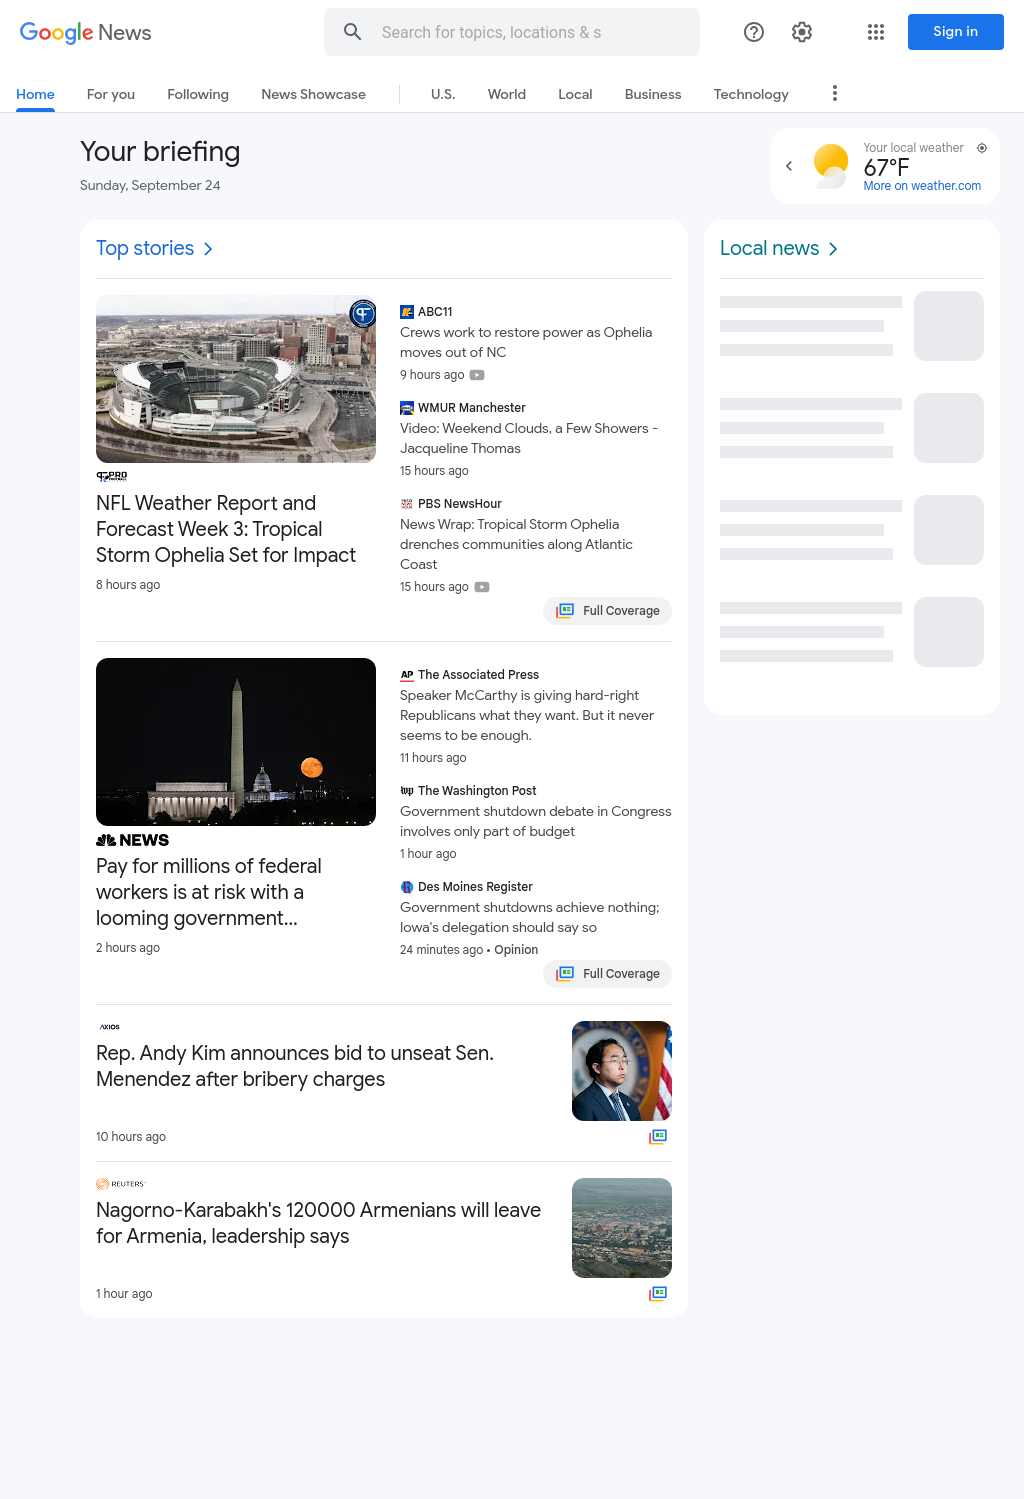 Google News
Search for topics, locations & s
Sign in
Home
For you
Following
News Showcase
U.S.
World
Local
Business
Technology
Your briefing
Sunday, September 24
Your local weather
67°F
More on weather.com
Top stories
PRO
NFL Weather Report and
Forecast Week 3: Tropical
Storm Ophelia Set for Impact
8 hours ago
ABC11
Crews work to restore power as Ophelia
moves out of NC
9 hours ago
WMUR Manchester
Video: Weekend Clouds, a Few Showers -
Jacqueline Thomas
15 hours ago
PBS NewsHour
News Wrap: Tropical Storm Ophelia
drenches communities along Atlantic
Coast
15 hours ago
Full Coverage
NEWS
Pay for millions of federal
workers is at risk with a
looming government...
2 hours ago
AP
The Associated Press
Speaker McCarthy is giving hard-right
Republicans what they want. But it never
seems to be enough.
11 hours ago
wp
The Washington Post
Government shutdown debate in Congress
involves only part of budget
1 hour ago
Des Moines Register
Government shutdowns achieve nothing;
Iowa's delegation should say so
24 minutes ago • Opinion
Full Coverage
AXIOS
Rep. Andy Kim announces bid to unseat Sen.
Menendez after bribery charges
10 hours ago
REUTERS
Nagorno-Karabakh's 120000 Armenians will leave
for Armenia, leadership says
1 hour ago
Local news